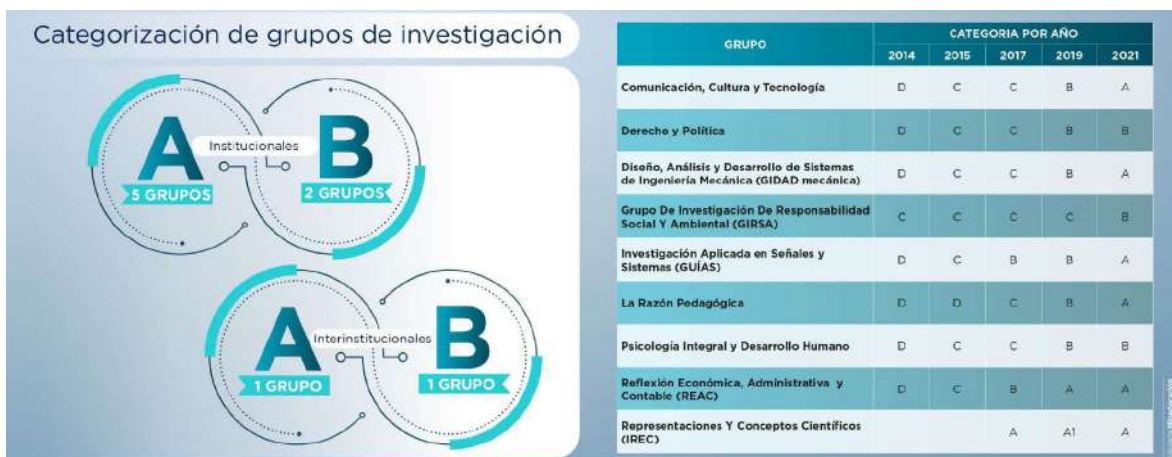 Categorización de grupos de investigación
A
Institucionales
B
5 GRUPOS
2 GRUPOS
A
Interinstitucionales
B
1 GRUPO
1 GRUPO
GRUPO
CATEGORIA POR AÑO
2014 2015 2017 2019 2021
Comunicación, Cultura y Tecnología D C C B A
Derecho y Política D C C B B
Diseño, Análisis y Desarrollo de Sistemas
de Ingeniería Mecánica (GIDAD mecánica) D C C B A
Grupo De Investigación De Responsabilidad
Social Y Ambiental (GIRSA) C C C C B
Investigación Aplicada en Señales y
Sistemas (GUÍAS) D C B B A
La Razón Pedagógica D D C B A
Psicología Integral y Desarrollo Humano D C C B B
Reflexión Económica, Administrativa y
Contable (REAC) D C B A A
Representaciones Y Conceptos Científicos
(IREC) A A1 A